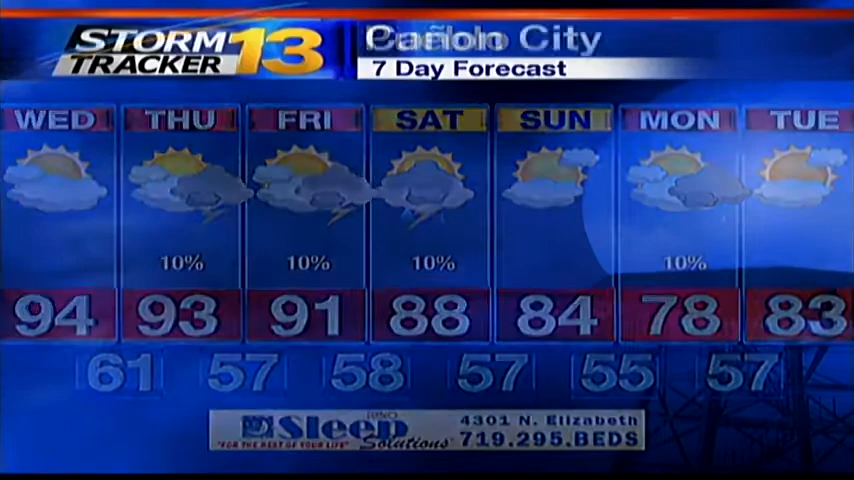 STORM
TRACKER 13
Cañon City
7 Day Forecast
WED THU FRI SAT SUN MON TUE
10% 10% 10% 10%
94 93 91 88 84 78 83
61 57 58 57 55 57
Sleep
Solutions
"FOR THE REST OF YOUR LIFE"
4301 N. Elizabeth
719.295.BEDS